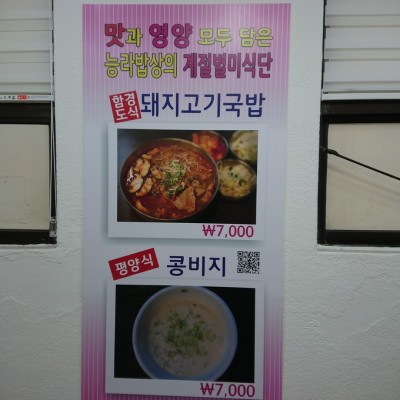 맛과 영양 모두 담은
능라밥상의 계절별미식단
함경도식 돼지고기국밥
₩7,000
평양식 콩비지
₩7,000